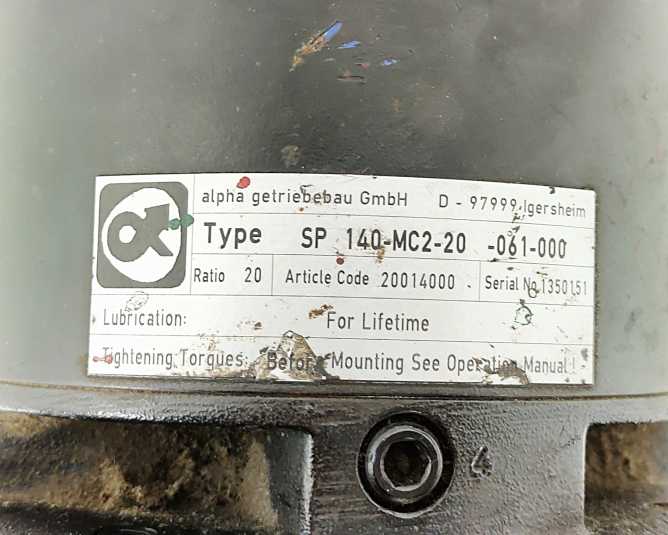 alpha getriebebau GmbH D - 97999 Igersheim
Type SP 140-MC2-20 -061-000
Ratio 20 Article Code 20014000 Serial No. 1350151
Lubrication: For Lifetime
Tightening Torques: Before Mounting See Operation Manual!
4